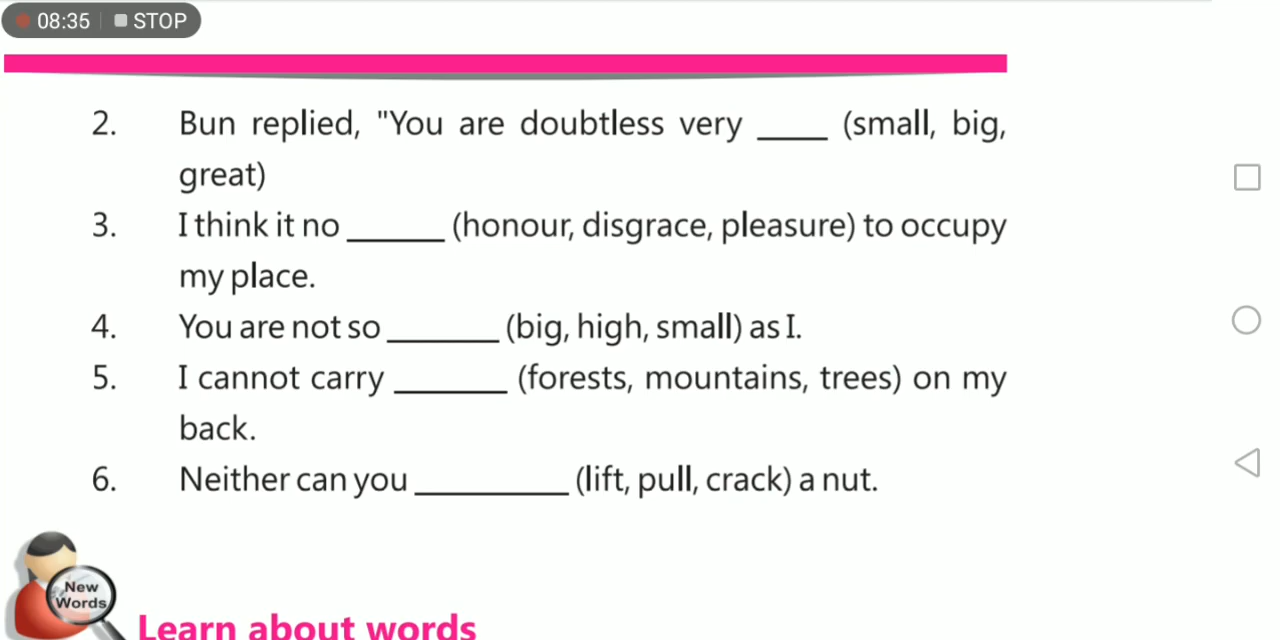 08:35 STOP
2. Bun replied, "You are doubtless very ____ (small, big,
great)
3. I think it no ______ (honour, disgrace, pleasure) to occupy
my place.
4. You are not so _______ (big, high, small) as I.
5. I cannot carry _______ (forests, mountains, trees) on my
back.
6. Neither can you __________ (lift, pull, crack) a nut.
New
Words
Learn about words